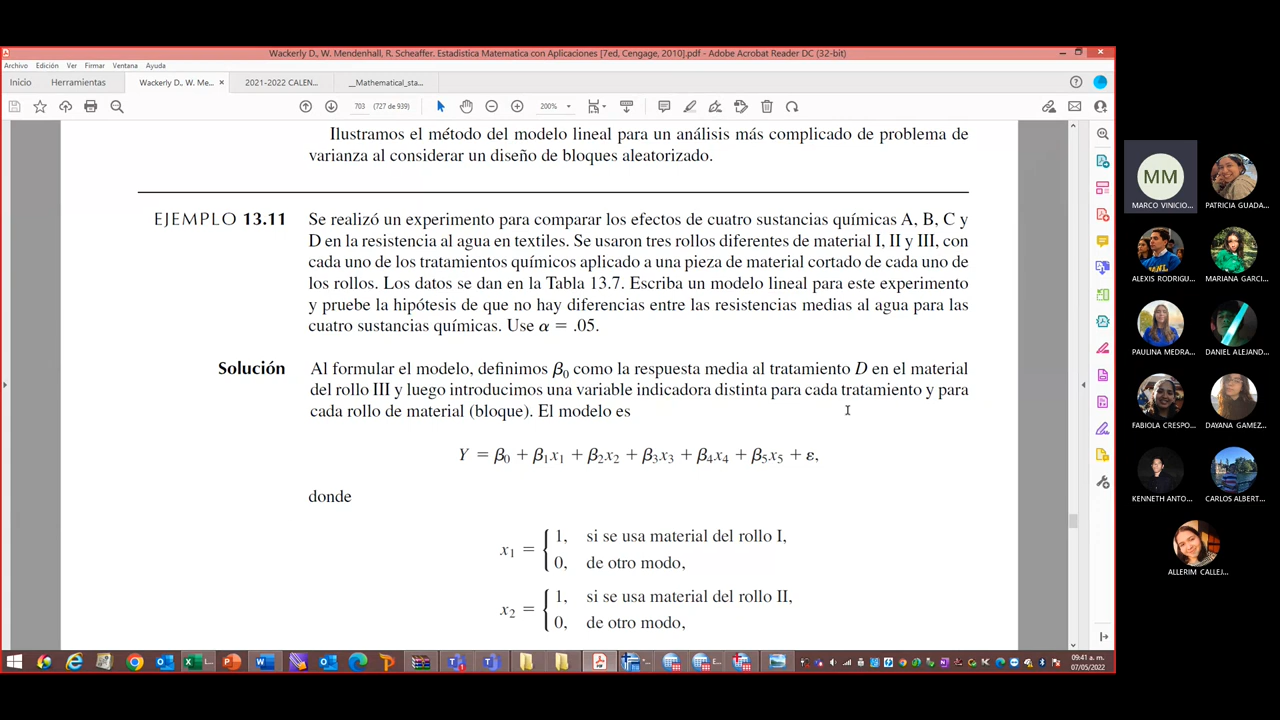 Wackerly D., W. Mendenhall, R. Scheaffer. Estadistica Matematica con Aplicaciones [7ed, Cengage, 2010].pdf - Adobe Acrobat Reader DC (32-bit)
Archivo Edición Ver Firmar Ventana Ayuda
Inicio Herramientas Wackerly D., W. Me... × 2021-2022 CALEN... __Mathematical_sta...
703 (727 de 939) 200%
Ilustramos el método del modelo lineal para un análisis más complicado de problema de
varianza al considerar un diseño de bloques aleatorizado.
EJEMPLO 13.11 Se realizó un experimento para comparar los efectos de cuatro sustancias químicas A, B, C y
D en la resistencia al agua en textiles. Se usaron tres rollos diferentes de material I, II y III, con
cada uno de los tratamientos químicos aplicado a una pieza de material cortado de cada uno de
los rollos. Los datos se dan en la Tabla 13.7. Escriba un modelo lineal para este experimento
y pruebe la hipótesis de que no hay diferencias entre las resistencias medias al agua para las
cuatro sustancias químicas. Use α = .05.
Solución Al formular el modelo, definimos β0 como la respuesta media al tratamiento D en el material
del rollo III y luego introducimos una variable indicadora distinta para cada tratamiento y para
cada rollo de material (bloque). El modelo es
Y = β0 + β1x1 + β2x2 + β3x3 + β4x4 + β5x5 + ε,
donde
x1 = { 1, si se usa material del rollo I,
0, de otro modo,
x2 = { 1, si se usa material del rollo II,
0, de otro modo,
09:41 a. m.
07/05/2022
MM
MARCO VINICIO... PATRICIA GUADA...
ALEXIS RODRIGU... MARIANA GARCI...
PAULINA MEDRA... DANIEL ALEJAND...
FABIOLA CRESPO... DAYANA GAMEZ...
KENNETH ANTO... CARLOS ALBERT...
ALLERIM CALLEJ...